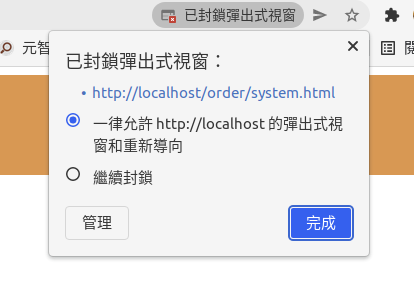 已封鎖彈出式視窗
元智
已封鎖彈出式視窗：
• http://localhost/order/system.html
一律允許 http://localhost 的彈出式視
窗和重新導向
繼續封鎖
管理
完成